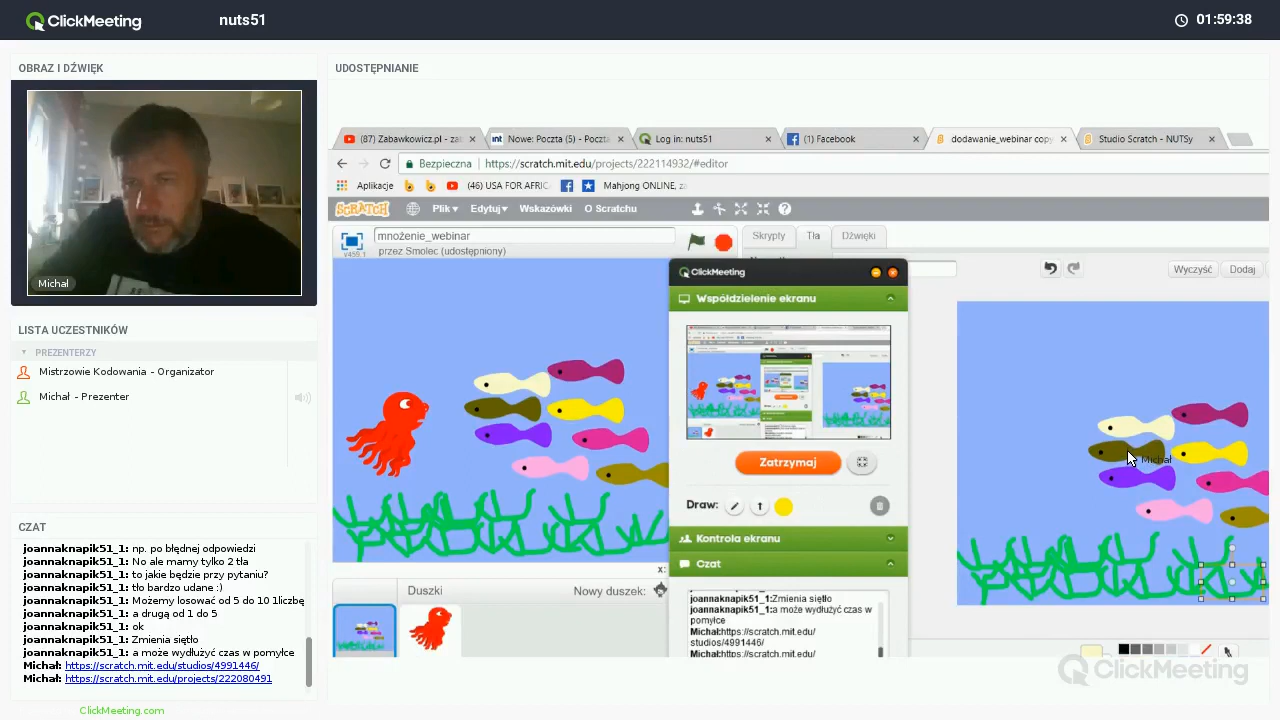 ClickMeeting
nuts51
01:59:38
OBRAZ I DŹWIĘK
UDOSTĘPNIANIE
Michał
LISTA UCZESTNIKÓW
PREZENTERZY
Mistrzowie Kodowania - Organizator
Michał - Prezenter
CZAT
joannaknapik51_1: np. po błędnej odpowiedzi
joannaknapik51_1: No ale mamy tylko 2 tła
joannaknapik51_1: to jakie będzie przy pytaniu?
joannaknapik51_1: tło bardzo udane :)
joannaknapik51_1: Możemy losować od 5 do 10 1liczbę
joannaknapik51_1: a drugą od 1 do 5
joannaknapik51_1: ok
joannaknapik51_1: Zmienia siętło
joannaknapik51_1: a może wydłużyć czas w pomyłce
Michał: https://scratch.mit.edu/studios/4991446/
Michał: https://scratch.mit.edu/projects/222080491
ClickMeeting.com
(87) Zabawkowicz.pl - za
int Nowe: Poczta (5) - Poczta
Log in: nuts51
(1) Facebook
dodawanie_webinar cop
Studio Scratch - NUTSy
Bezpieczna
https://scratch.mit.edu/projects/222114932/#editor
Aplikacje
(46) USA FOR AFRIC
Mahjong ONLINE, za
SCRATCH
Plik
Edytuj
Wskazówki
O Scratchu
mnożenie_webinar
przez Smolec (udostępniony)
v459.1
Skrypty
Tła
Dźwięki
Wyczyść
Dodaj
ClickMeeting
Współdzielenie ekranu
Zatrzymaj
Draw:
Kontrola ekranu
Czat
joannaknapik51_1:Zmienia siętło
joannaknapik51_1:a może wydłużyć czas w
pomyłce
Michał:https://scratch.mit.edu/
studios/4991446/
Michał:https://scratch.mit.edu/
Michał
x:
Duszki
Nowy duszek:
ClickMeeting